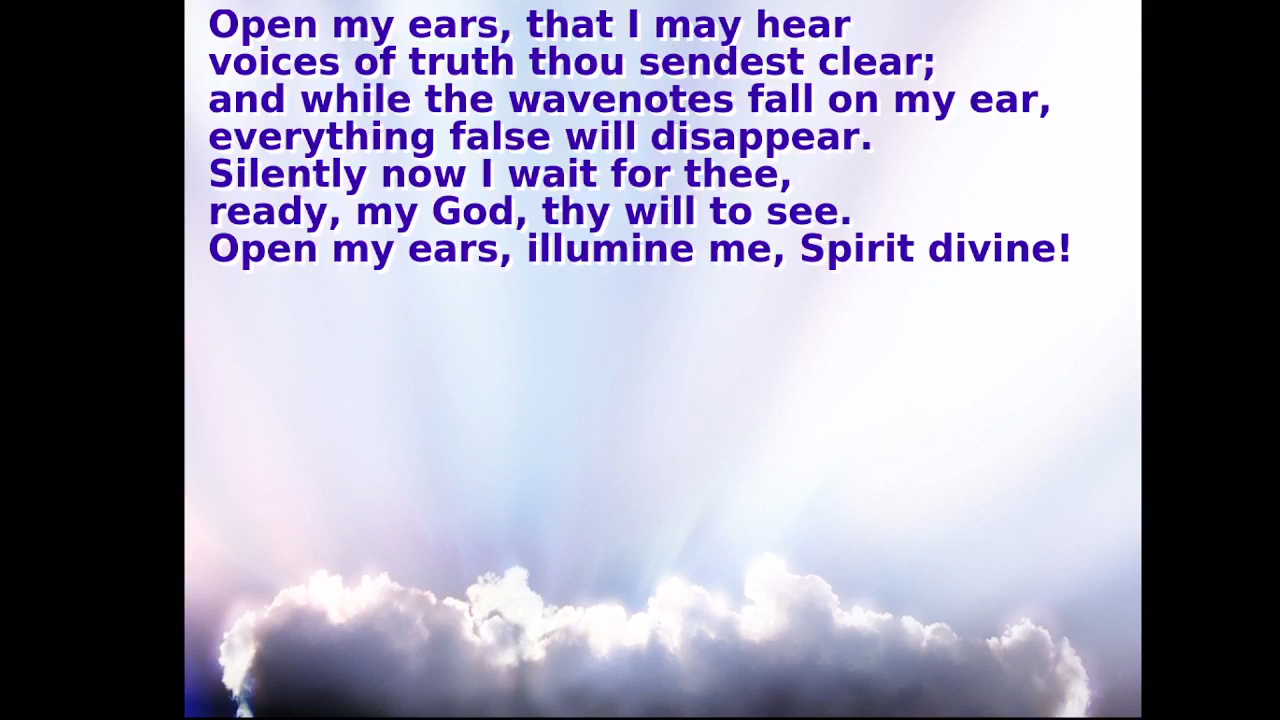 Open my ears, that I may hear
voices of truth thou sendest clear;
and while the wavenotes fall on my ear,
everything false will disappear.
Silently now I wait for thee,
ready, my God, thy will to see.
Open my ears, illumine me, Spirit divine!